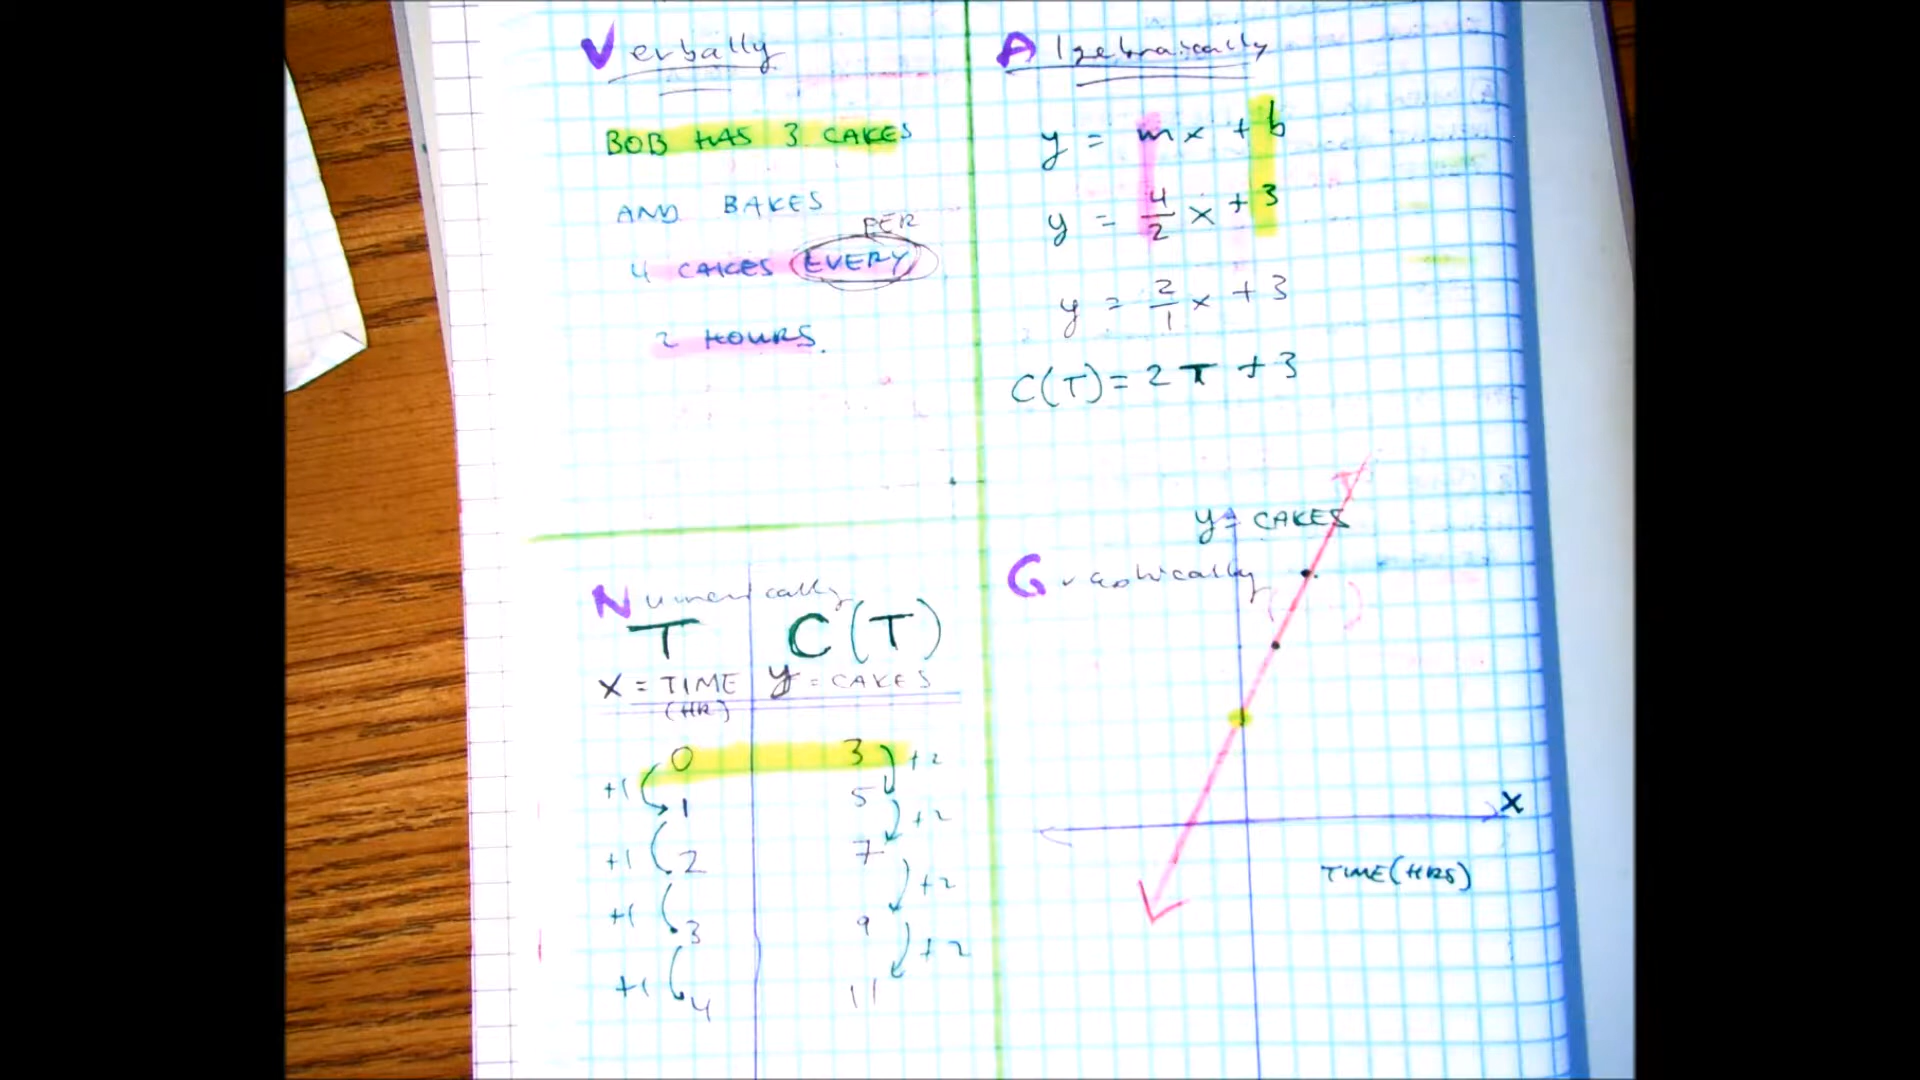 Verbally
BOB HAS 3 CAKES
AND BAKES
PER
4 CAKES EVERY
2 HOURS.
Algebraically
y = mx + b
y = 4/2 x + 3
y = 2/1 x + 3
C(T) = 2T + 3
Numerically
T C(T)
x = TIME y = CAKES
(HR)
0 3
+1 +2
1 5
+1 +2
2 7
+1 +2
3 9
+1 +2
4 11
y = CAKES
Graphically
X
TIME (HRS)